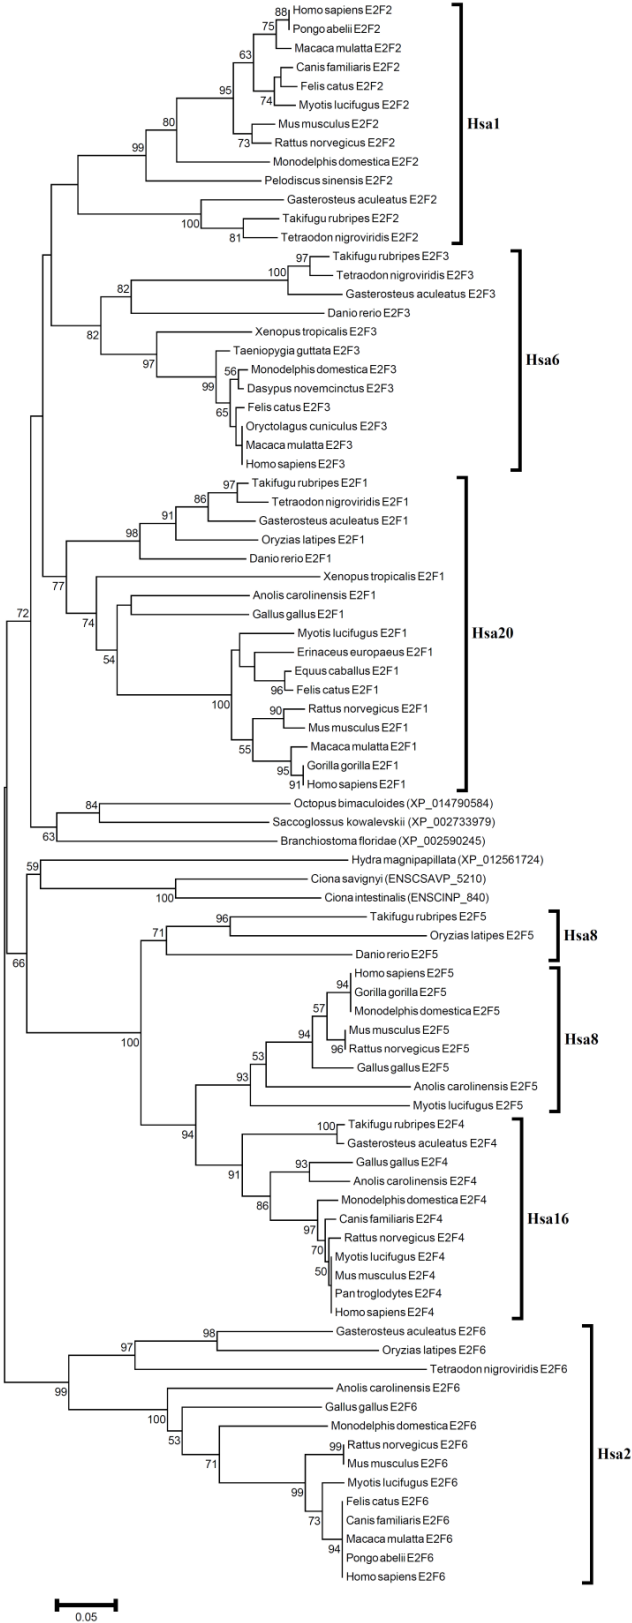 88 Homo sapiens E2F2
75 Pongo abelii E2F2
Macaca mulatta E2F2
63
Canis familiaris E2F2
Felis catus E2F2
95 74 Myotis lucifugus E2F2
80 Mus musculus E2F2
Hsa1
99 73 Rattus norvegicus E2F2
Monodelphis domestica E2F2
Pelodiscus sinensis E2F2
Gasterosteus aculeatus E2F2
100 Takifugu rubripes E2F2
81 Tetraodon nigroviridis E2F2
97 Takifugu rubripes E2F3
100 Tetraodon nigroviridis E2F3
82 Gasterosteus aculeatus E2F3
Danio rerio E2F3
82 Xenopus tropicalis E2F3
97 Taeniopygia guttata E2F3
Hsa6
56 Monodelphis domestica E2F3
99 Dasypus novemcinctus E2F3
65 Felis catus E2F3
Oryctolagus cuniculus E2F3
Macaca mulatta E2F3
Homo sapiens E2F3
97 Takifugu rubripes E2F1
86 Tetraodon nigroviridis E2F1
91 Gasterosteus aculeatus E2F1
98 Oryzias latipes E2F1
Danio rerio E2F1
77 Xenopus tropicalis E2F1
Anolis carolinensis E2F1
74 Gallus gallus E2F1
72
Hsa20
Myotis lucifugus E2F1
54 Erinaceus europaeus E2F1
Equus caballus E2F1
96 Felis catus E2F1
100
90 Rattus norvegicus E2F1
Mus musculus E2F1
55 Macaca mulatta E2F1
95 Gorilla gorilla E2F1
91 Homo sapiens E2F1
84 Octopus bimaculoides (XP_014790584)
Saccoglossus kowalevskii (XP_002733979)
63 Branchiostoma floridae (XP_002590245)
59 Hydra magnipapillata (XP_012561724)
Ciona savignyi (ENSCSAVP_5210)
100 Ciona intestinalis (ENSCINP_840)
96 Takifugu rubripes E2F5
71 Oryzias latipes E2F5
Hsa8
66 Danio rerio E2F5
Homo sapiens E2F5
94 Gorilla gorilla E2F5
57 Monodelphis domestica E2F5
100 94 Mus musculus E2F5
Hsa8
96 Rattus norvegicus E2F5
53 Gallus gallus E2F5
93 Anolis carolinensis E2F5
Myotis lucifugus E2F5
94 100 Takifugu rubripes E2F4
Gasterosteus aculeatus E2F4
91 93 Gallus gallus E2F4
Anolis carolinensis E2F4
86 Monodelphis domestica E2F4
97 Canis familiaris E2F4
Hsa16
70 Rattus norvegicus E2F4
Myotis lucifugus E2F4
50 Mus musculus E2F4
Pan troglodytes E2F4
Homo sapiens E2F4
98 Gasterosteus aculeatus E2F6
97 Oryzias latipes E2F6
Tetraodon nigroviridis E2F6
99 Anolis carolinensis E2F6
100 Gallus gallus E2F6
53 Monodelphis domestica E2F6
99 Rattus norvegicus E2F6
Hsa2
71 Mus musculus E2F6
99 Myotis lucifugus E2F6
Felis catus E2F6
73 Canis familiaris E2F6
Macaca mulatta E2F6
94 Pongo abelii E2F6
Homo sapiens E2F6
0.05